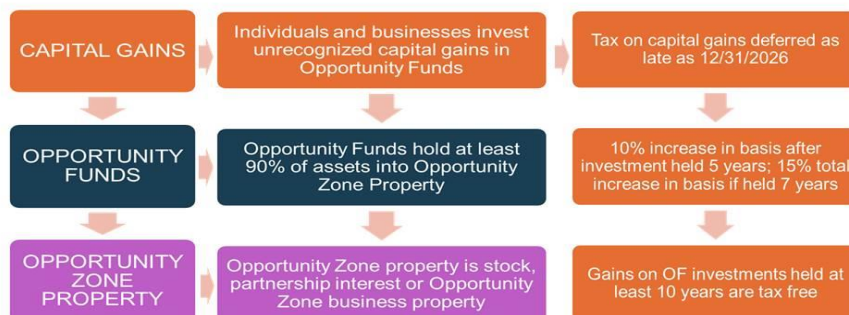 CAPITAL GAINS
Individuals and businesses invest
unrecognized capital gains in
Opportunity Funds
Tax on capital gains deferred as
late as 12/31/2026
OPPORTUNITY
FUNDS
Opportunity Funds hold at least
90% of assets into Opportunity
Zone Property
10% increase in basis after
investment held 5 years; 15% total
increase in basis if held 7 years
OPPORTUNITY
ZONE
PROPERTY
Opportunity Zone property is stock,
partnership interest or Opportunity
Zone business property
Gains on OF investments held at
least 10 years are tax free